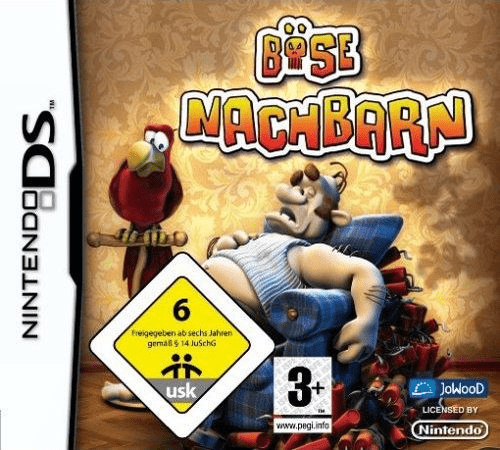 NINTENDO DS™
BÖSE
NACHBARN
6
Freigegeben ab sechs Jahren
gemäß § 14 JuSchG
usk
3+
™
www.pegi.info
JoWooD
LICENSED BY
Nintendo